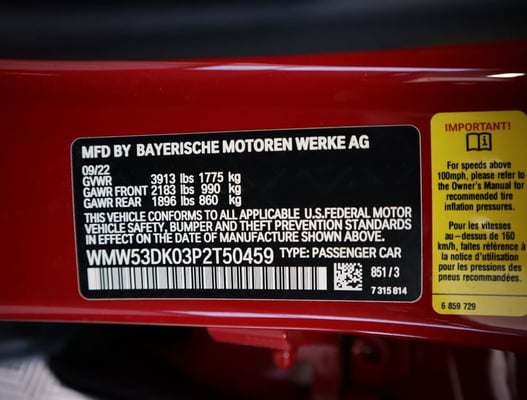 MFD BY BAYERISCHE MOTOREN WERKE AG
09/22
GVWR 3913 lbs 1775 kg
GAWR FRONT 2183 lbs 990 kg
GAWR REAR 1896 lbs 860 kg
THIS VEHICLE CONFORMS TO ALL APPLICABLE U.S.FEDERAL MOTOR
VEHICLE SAFETY, BUMPER AND THEFT PREVENTION STANDARDS
IN EFFECT ON THE DATE OF MANUFACTURE SHOWN ABOVE.
WMW53DK03P2T50459 TYPE: PASSENGER CAR
851/3
7 315 814
IMPORTANT!
i
For speeds above
100mph, please refer to
the Owner's Manual for
recommended tire
inflation pressures.
Pour les vitesses
au-dessus de 160
km/h, faites référence à
la notice d'utilisation
pour les pressions des
pneus recommandées.
6 859 729